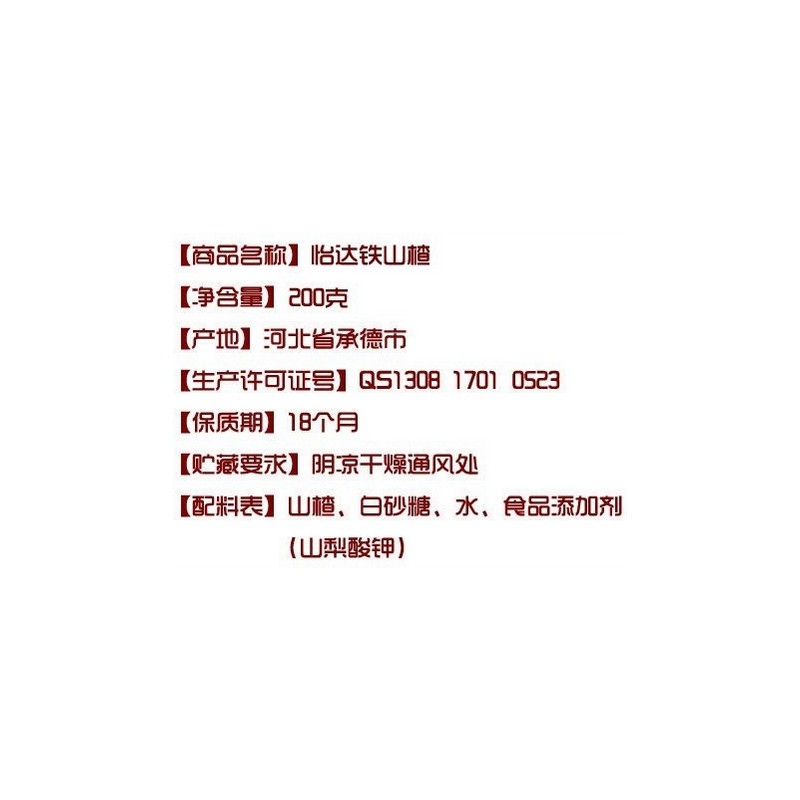 【商品名称】怡达铁山楂
【净含量】200克
【产地】河北省承德市
【生产许可证号】QS1308 1701 0523
【保质期】18个月
【贮藏要求】阴凉干燥通风处
【配料表】山楂、白砂糖、水、食品添加剂
（山梨酸钾）